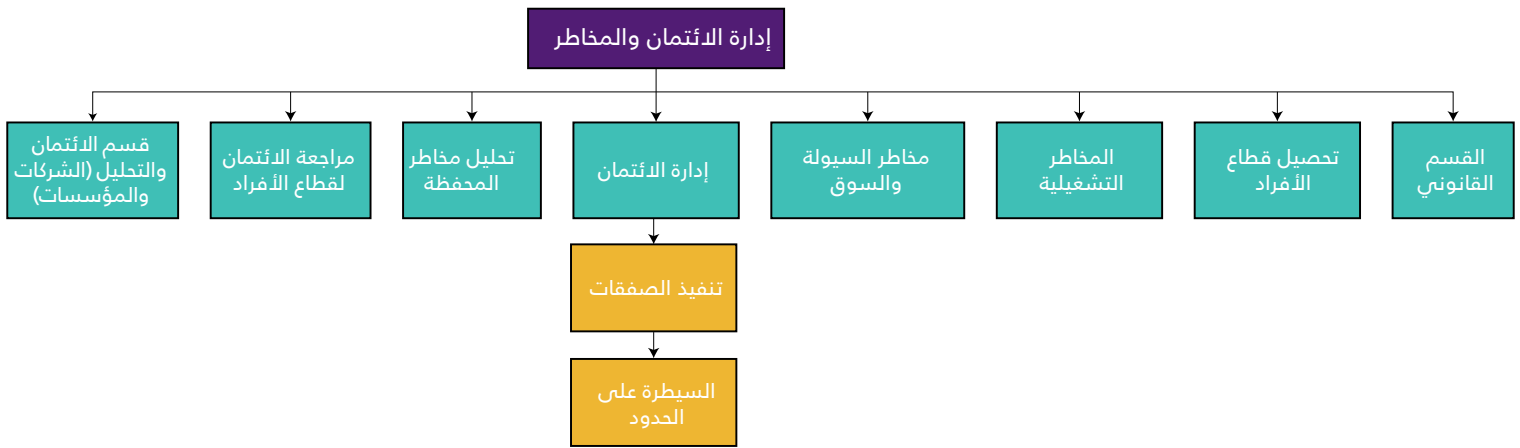 إدارة الائتمان والمخاطر
القسم
القانوني
تحصيل قطاع
الأفراد
المخاطر
التشغيلية
مخاطر السيولة
والسوق
إدارة الائتمان
تحليل مخاطر
المحفظة
مراجعة الائتمان
لقطاع الأفراد
قسم الائتمان
والتحليل (الشركات
والمؤسسات)
تنفيذ الصفقات
السيطرة على
الحدود